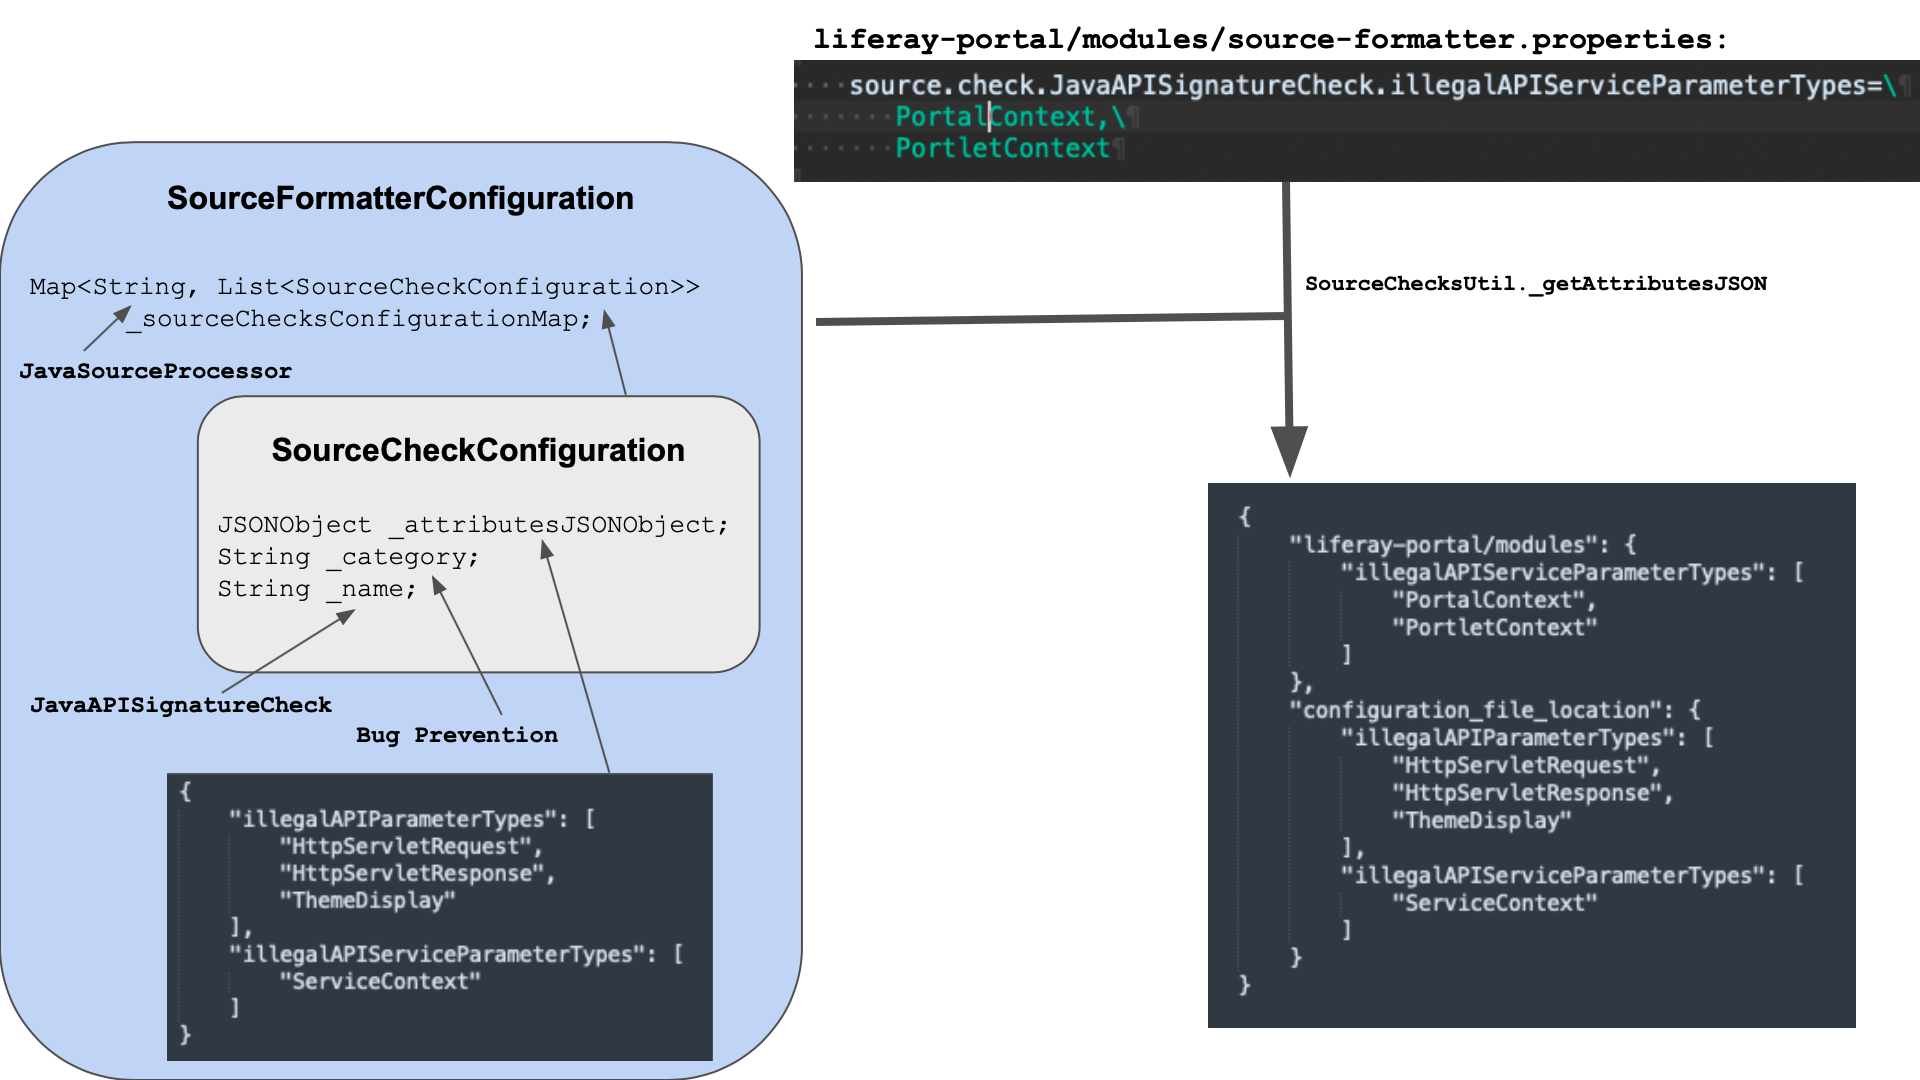 liferay-portal/modules/source-formatter.properties:
source.check.JavaAPISignatureCheck.illegalAPIServiceParameterTypes=\
PortalContext,\
PortletContext
SourceFormatterConfiguration
Map<String, List<SourceCheckConfiguration>>
_sourceChecksConfigurationMap;
JavaSourceProcessor
SourceCheckConfiguration
JSONObject _attributesJSONObject;
String _category;
String _name;
JavaAPISignatureCheck
Bug Prevention
{
"illegalAPIParameterTypes": [
"HttpServletRequest",
"HttpServletResponse",
"ThemeDisplay"
],
"illegalAPIServiceParameterTypes": [
"ServiceContext"
]
}
SourceChecksUtil._getAttributesJSON
{
"liferay-portal/modules": {
"illegalAPIServiceParameterTypes": [
"PortalContext",
"PortletContext"
]
},
"configuration_file_location": {
"illegalAPIParameterTypes": [
"HttpServletRequest",
"HttpServletResponse",
"ThemeDisplay"
],
"illegalAPIServiceParameterTypes": [
"ServiceContext"
]
}
}